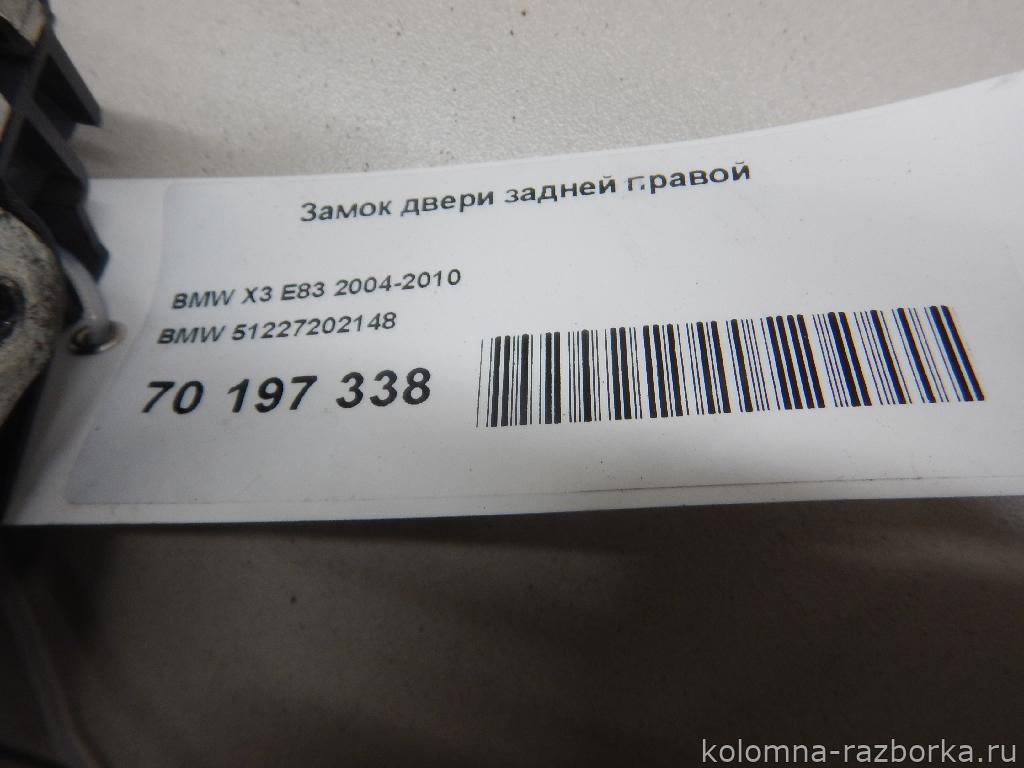 Замок двери задней правой
BMW X3 E83 2004-2010
BMW 51227202148
70 197 338
kolomna-razborka.ru